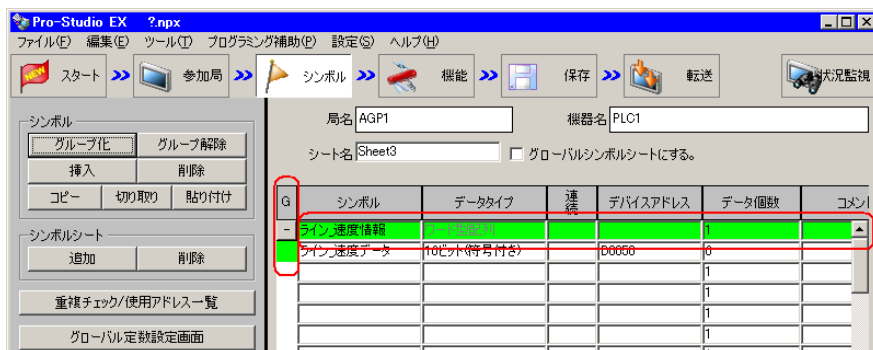 Pro-Studio EX ?.npx
ファイル(F) 編集(E) ツール(T) プログラミング補助(P) 設定(S) ヘルプ(H)
NEW スタート 参加局 シンボル 機能 保存 転送 状況監視
シンボル
グループ化 グループ解除
挿入 削除
コピー 切り取り 貼り付け
シンボルシート
追加 削除
重複チェック/使用アドレス一覧
グローバル定数設定画面
局名 AGP1 機器名 PLC1
シート名 Sheet3 グローバルシンボルシートにする。
G シンボル データタイプ 連続 デバイスアドレス データ個数 コメント
- ライン_速度情報 ワード型配列 1
ライン_速度データ 16ビット(符号付き) D0050 0
1
1
1
1